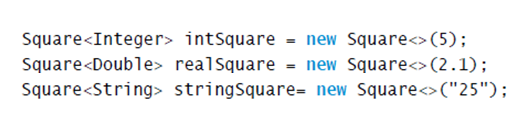 Square<Integer> intSquare = new Square<>(5);
Square<Double> realSquare = new Square<>(2.1);
Square<String> stringSquare= new Square<>("25");